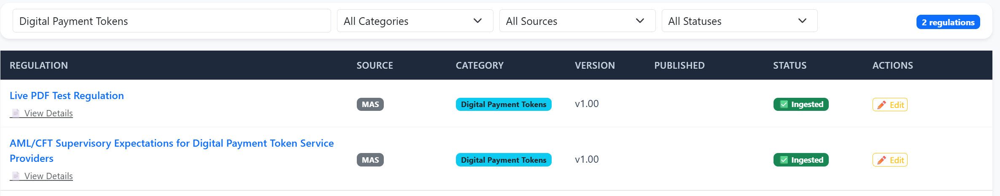 Digital Payment Tokens
All Categories
All Sources
All Statuses
2 regulations
REGULATION SOURCE CATEGORY VERSION PUBLISHED STATUS ACTIONS
Live PDF Test Regulation
View Details
MAS
Digital Payment Tokens
v1.00
Ingested
Edit
AML/CFT Supervisory Expectations for Digital Payment Token Service
Providers
View Details
MAS
Digital Payment Tokens
v1.00
Ingested
Edit